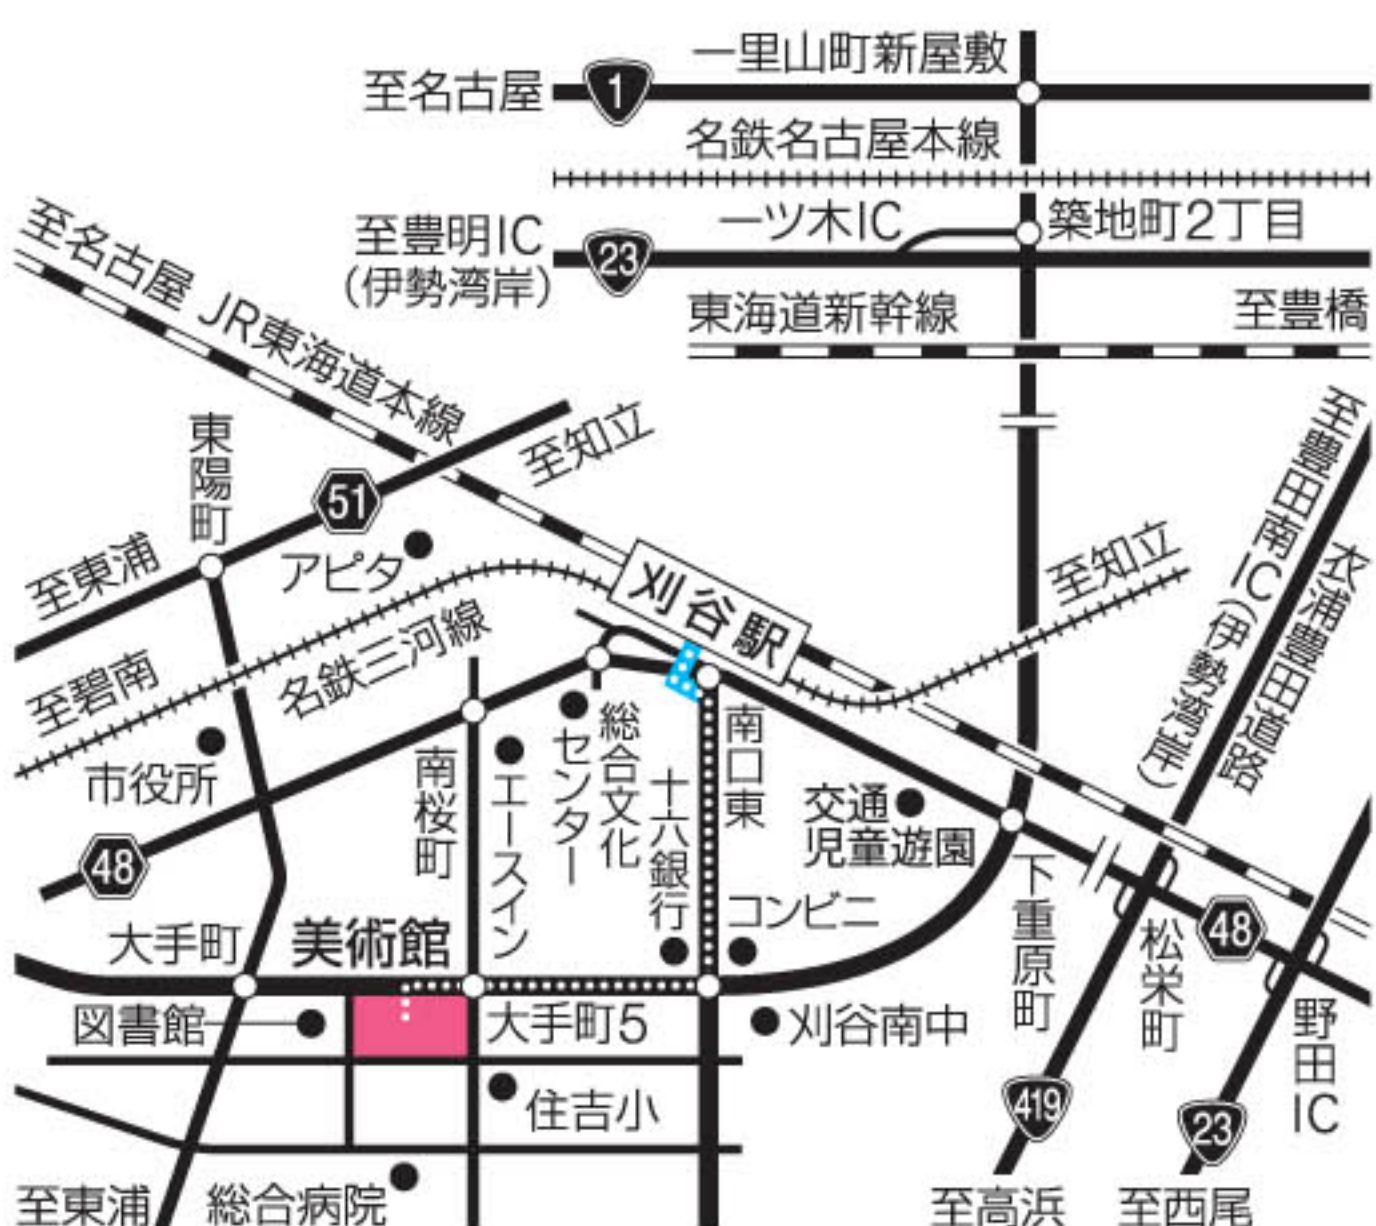 一里山町新屋敷
至名古屋
1
名鉄名古屋本線
至豊明IC
(伊勢湾岸)
23
一ツ木IC
築地町2丁目
東海道新幹線
至豊橋
至名古屋 JR東海道本線
至知立
東陽町
51
至東浦
アピタ
至碧南
名鉄三河線
刈谷駅
至知立
至豊田南IC(伊勢湾岸)
衣浦豊田道路
市役所
48
南桜町
エースイン
総合文化
センター
十六銀行
南口東
交通
児童遊園
コンビニ
下重原町
松栄町
48
野田IC
大手町
美術館
図書館
大手町5
刈谷南中
住吉小
419
23
至東浦
総合病院
至高浜
至西尾